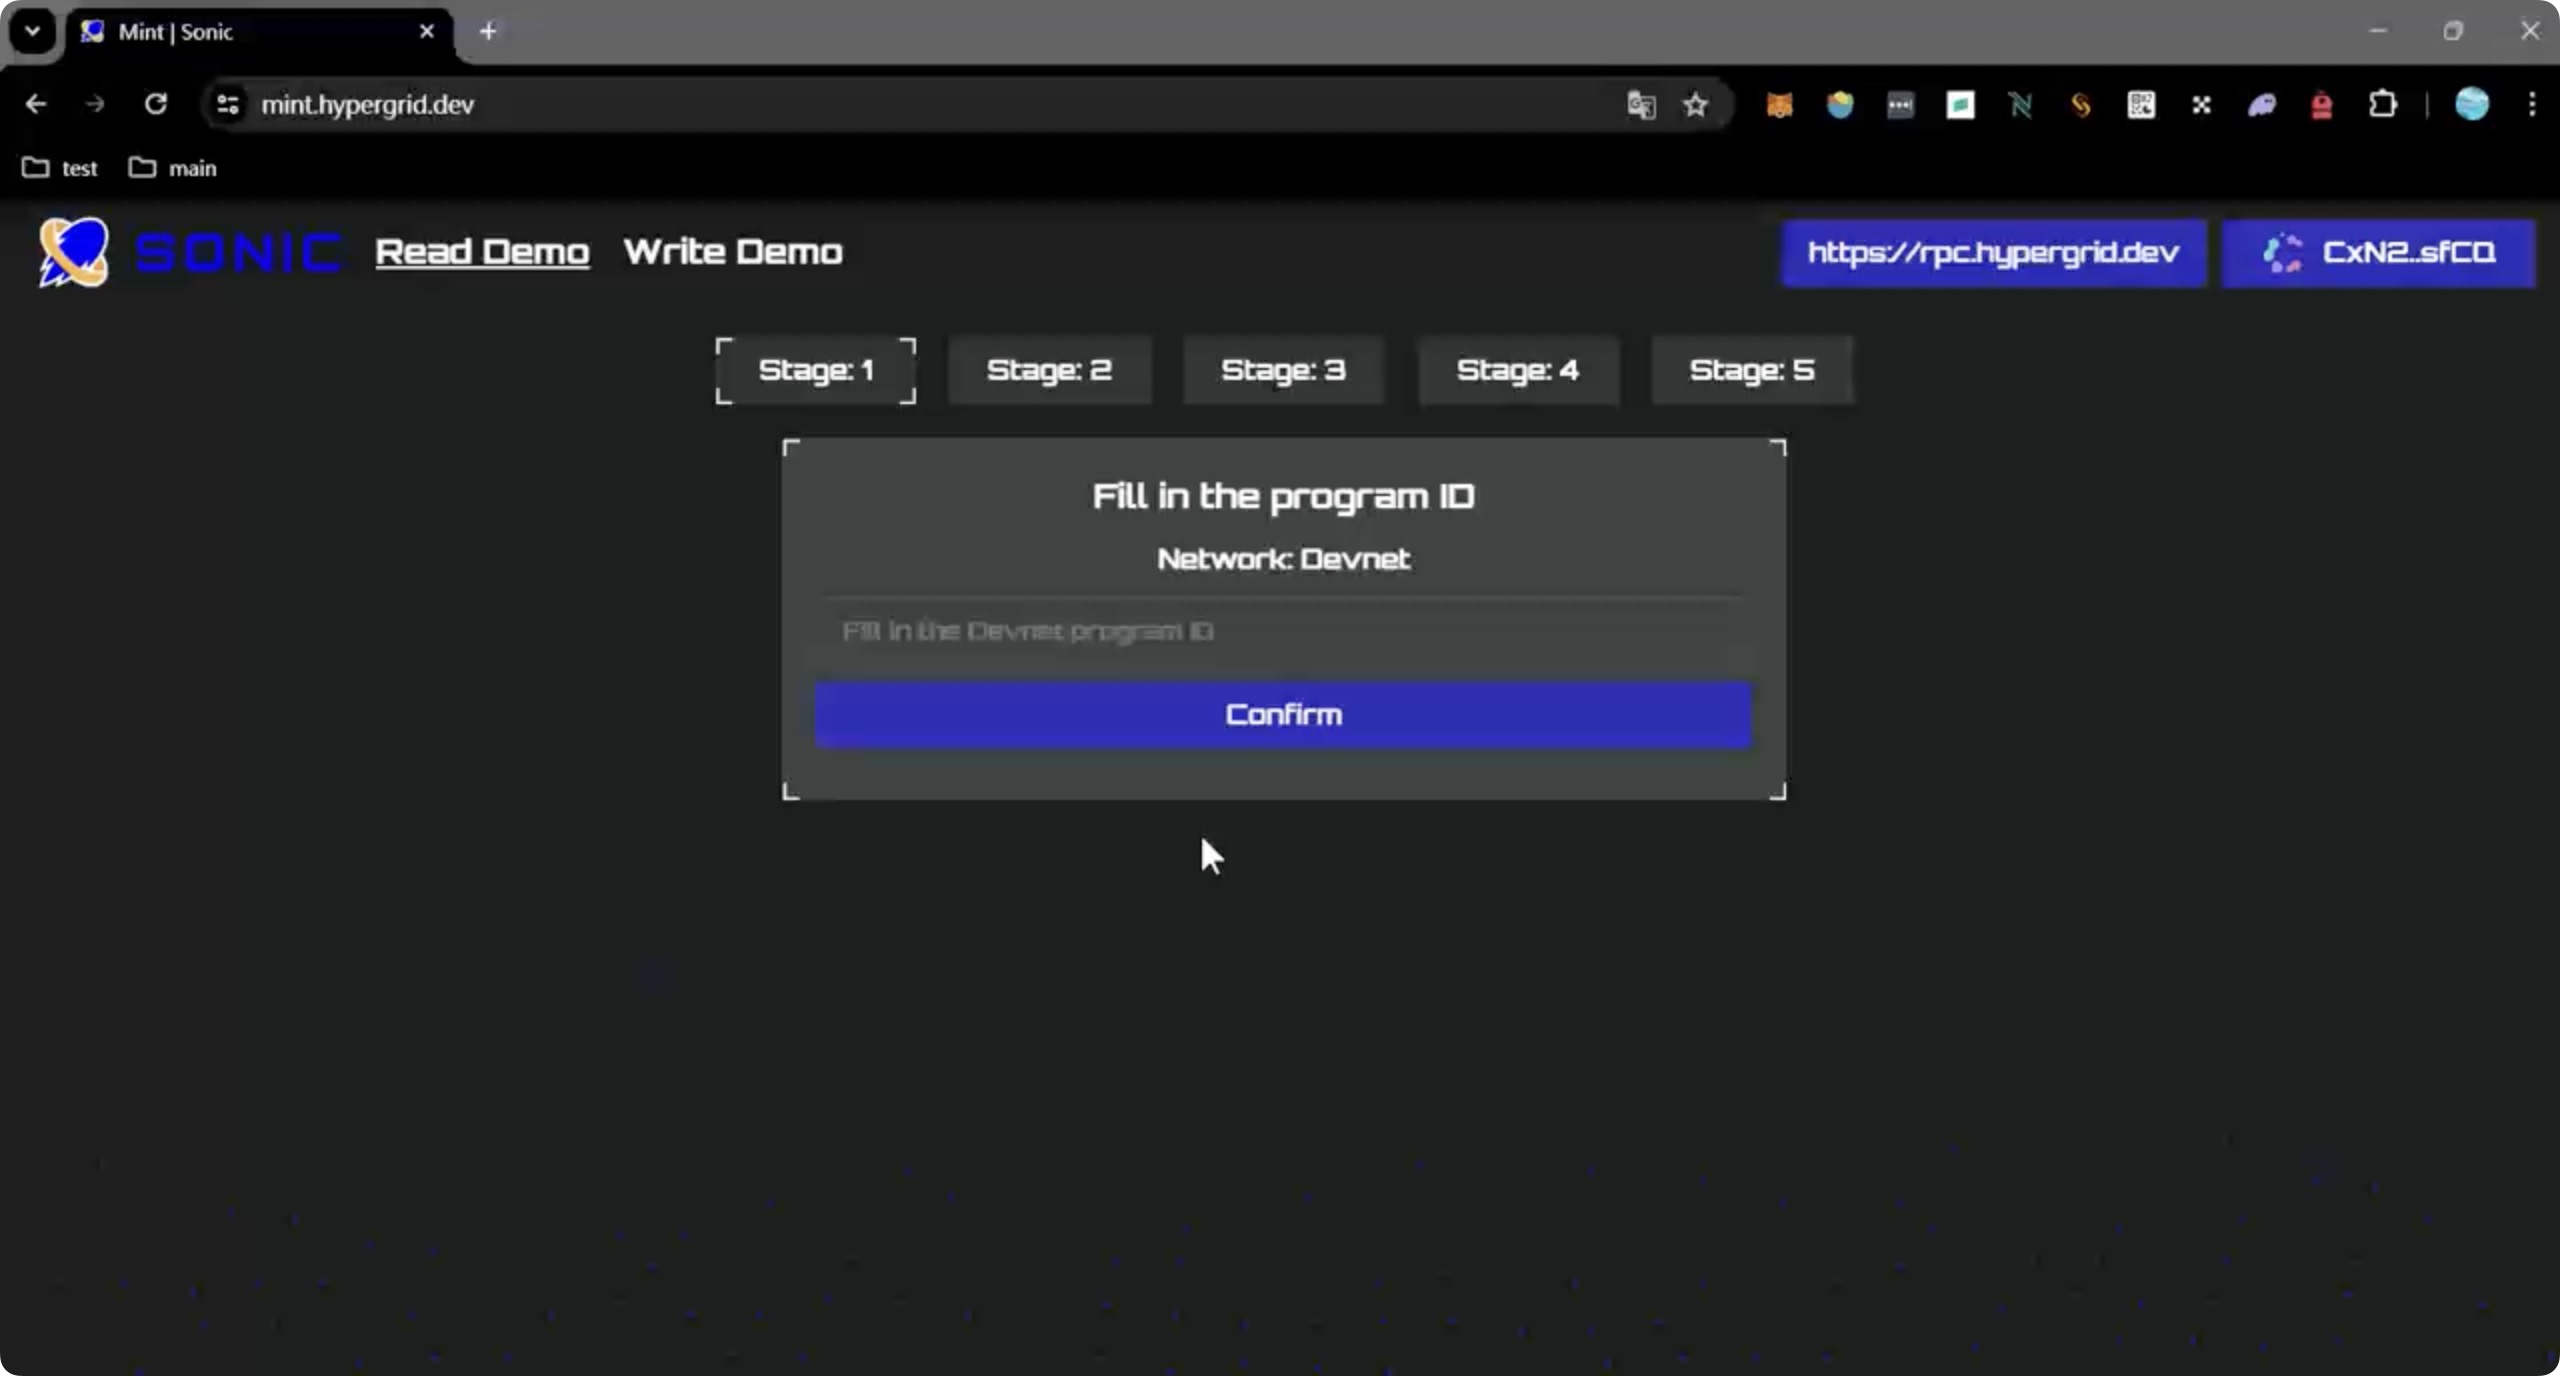 Mint | Sonic
mint.hypergrid.dev
test main
SONIC Read Demo Write Demo https://rpc.hypergrid.dev CxN2..sfCQ
Stage: 1 Stage: 2 Stage: 3 Stage: 4 Stage: 5
Fill in the program ID
Network: Devnet
Fill in the Devnet program ID
Confirm